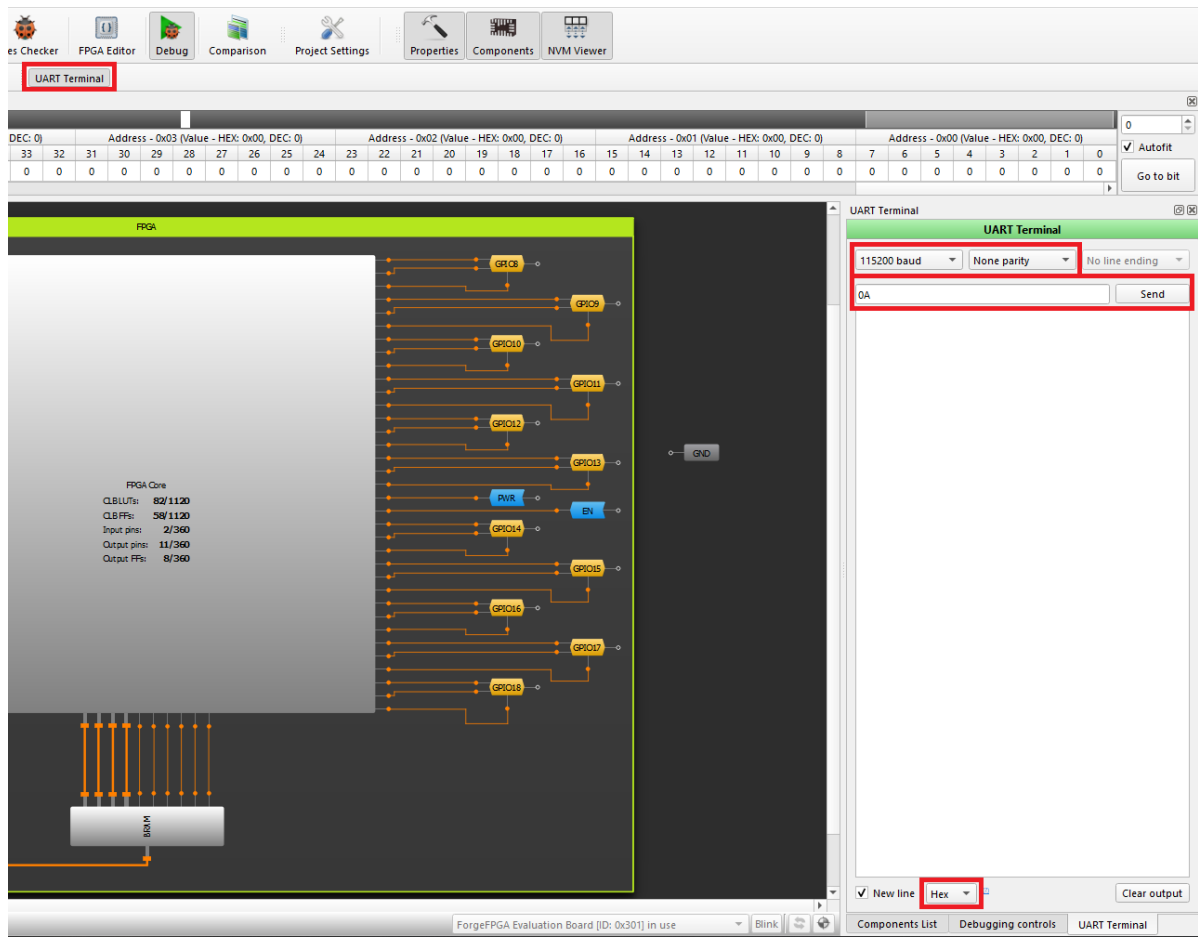 es Checker FPGA Editor Debug Comparison Project Settings Properties Components NVM Viewer
UART Terminal
DEC: 0) Address - 0x03 (Value - HEX: 0x00, DEC: 0) Address - 0x02 (Value - HEX: 0x00, DEC: 0) Address - 0x01 (Value - HEX: 0x00, DEC: 0) Address - 0x00 (Value - HEX: 0x00, DEC: 0)
33 32 31 30 29 28 27 26 25 24 23 22 21 20 19 18 17 16 15 14 13 12 11 10 9 8 7 6 5 4 3 2 1 0
0 0 0 0 0 0 0 0 0 0 0 0 0 0 0 0 0 0 0 0 0 0 0 0 0 0 0 0 0 0 0 0 0 0
0
Autofit
Go to bit
FPGA
GPIO8
GPIO9
GPIO10
GPIO11
GPIO12
GND
GPIO13
PWR
EN
GPIO14
GPIO15
GPIO16
GPIO17
GPIO18
FPGA Core
CLB LUTs: 82/1120
CLB FFs: 58/1120
Input pins: 2/360
Output pins: 11/360
Output FFs: 8/360
BRAM
UART Terminal
UART Terminal
115200 baud None parity No line ending
0A Send
New line Hex Clear output
Components List Debugging controls UART Terminal
ForgeFPGA Evaluation Board [ID: 0x301] in use Blink